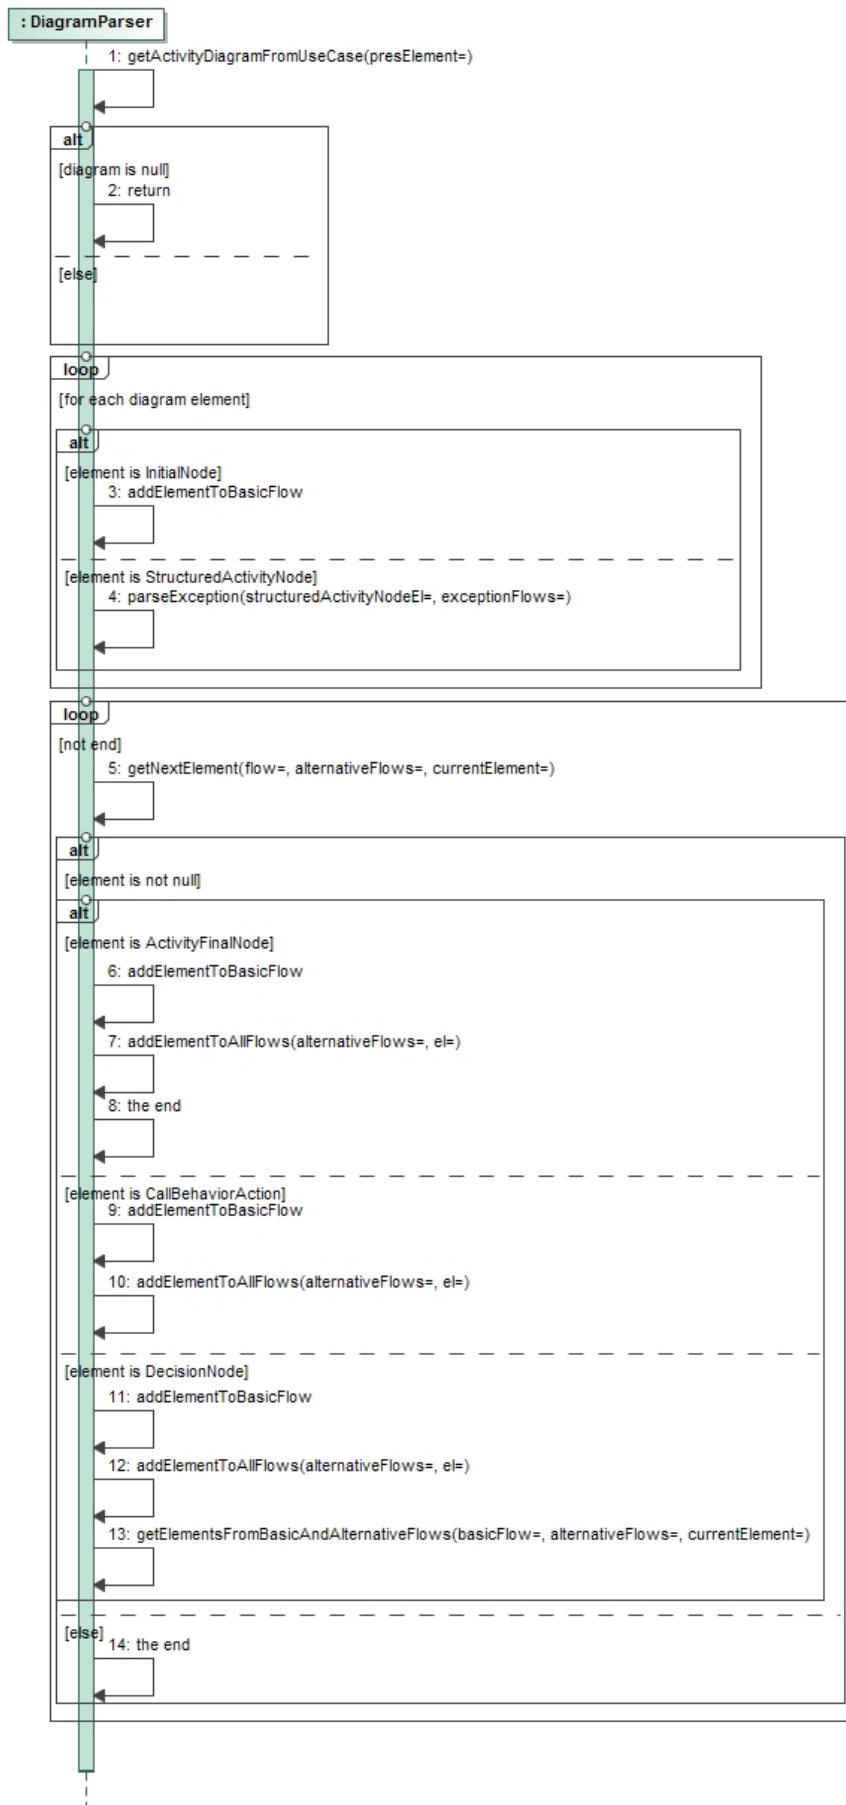 : DiagramParser
1: getActivityDiagramFromUseCase(presElement=)
alt
[diagram is null]
2: return
[else]
loop
[for each diagram element]
alt
[element is InitialNode]
3: addElementToBasicFlow
[element is StructuredActivityNode]
4: parseException(structuredActivityNodeEl=, exceptionFlows=)
loop
[not end]
5: getNextElement(flow=, alternativeFlows=, currentElement=)
alt
[element is not null]
alt
[element is ActivityFinalNode]
6: addElementToBasicFlow
7: addElementToAllFlows(alternativeFlows=, el=)
8: the end
[element is CallBehaviorAction]
9: addElementToBasicFlow
10: addElementToAllFlows(alternativeFlows=, el=)
[element is DecisionNode]
11: addElementToBasicFlow
12: addElementToAllFlows(alternativeFlows=, el=)
13: getElementsFromBasicAndAlternativeFlows(basicFlow=, alternativeFlows=, currentElement=)
[else]
14: the end